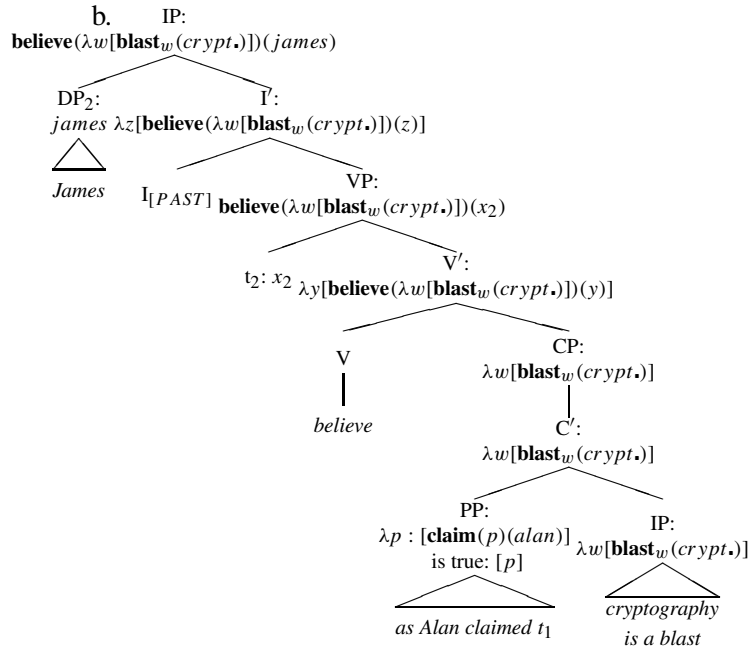 b. IP:
believe(λw[blast_w(crypt.)])(james)
DP₂: I′:
james λz[believe(λw[blast_w(crypt.)])(z)]
James I[PAST] VP:
believe(λw[blast_w(crypt.)])(x₂)
t₂: x₂ V′:
λy[believe(λw[blast_w(crypt.)])(y)]
V CP:
λw[blast_w(crypt.)]
believe C′:
λw[blast_w(crypt.)]
PP: IP:
λp : [claim(p)(alan)] λw[blast_w(crypt.)]
is true: [p]
as Alan claimed t₁ cryptography
is a blast